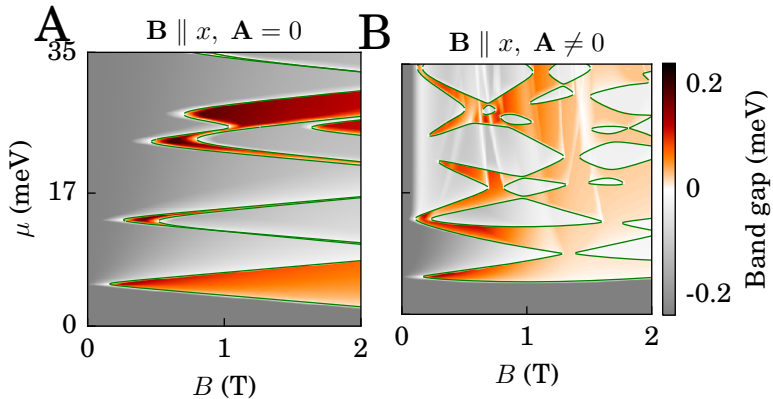 A
B ∥ x, A = 0
35
17
0
μ (meV)
0
1
2
B (T)
B
B ∥ x, A ≠ 0
0
1
2
B (T)
0.2
0
-0.2
Band gap (meV)